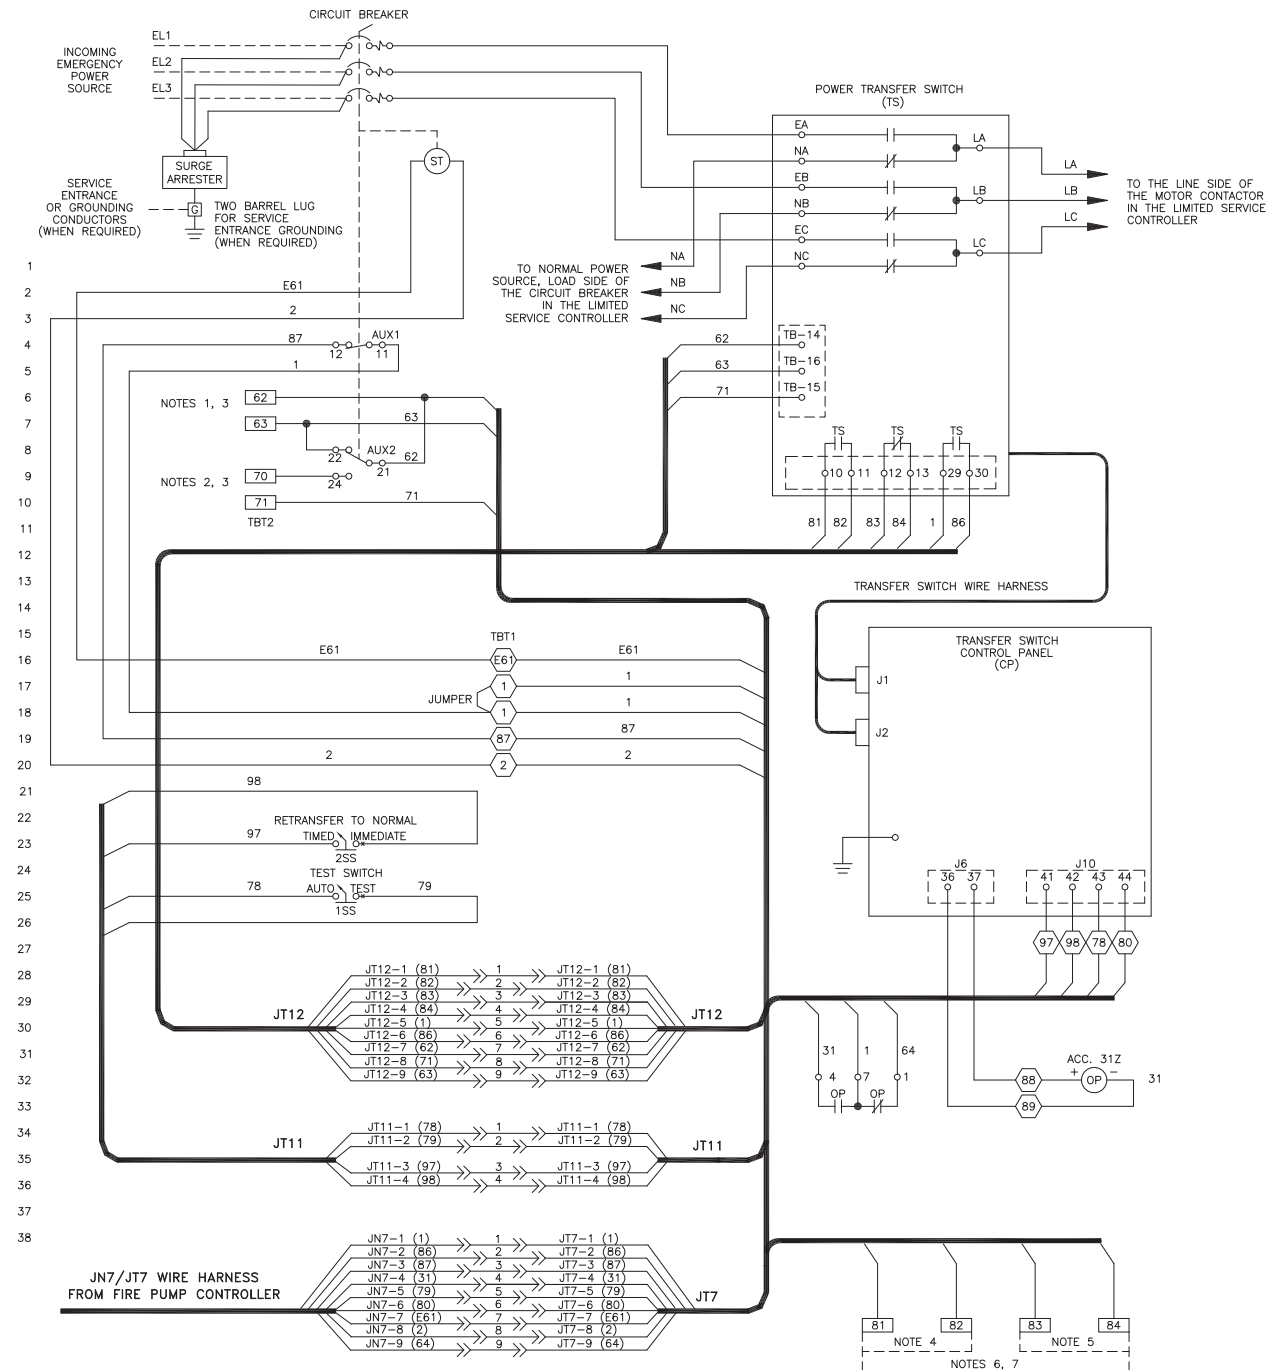 CIRCUIT BREAKER
EL1
EL2
EL3
INCOMING
EMERGENCY
POWER
SOURCE
SURGE
ARRESTER
ST
G
SERVICE
ENTRANCE
OR GROUNDING
CONDUCTORS
(WHEN REQUIRED)
TWO BARREL LUG
FOR SERVICE
ENTRANCE GROUNDING
(WHEN REQUIRED)
POWER TRANSFER SWITCH
(TS)
EA
NA
EB
NB
EC
NC
LA
LB
LC
LA
LB
LC
TO THE LINE SIDE OF
THE MOTOR CONTACTOR
IN THE LIMITED SERVICE
CONTROLLER
NA
NB
NC
TO NORMAL POWER
SOURCE, LOAD SIDE OF
THE CIRCUIT BREAKER
IN THE LIMITED
SERVICE CONTROLLER
1
2
3
4
5
6
7
8
9
10
11
12
13
14
15
16
17
18
19
20
21
22
23
24
25
26
27
28
29
30
31
32
33
34
35
36
37
38
E61
2
87
12
AUX1
11
1
NOTES 1, 3
62
63
63
22
AUX2
21
62
NOTES 2, 3
70
24
71
71
TBT2
62
TB-14
63
TB-16
71
TB-15
TS
TS
TS
10
11
12
13
29
30
81
82
83
84
1
86
TRANSFER SWITCH WIRE HARNESS
TRANSFER SWITCH
CONTROL PANEL
(CP)
J1
J2
J6
36
37
J10
41
42
43
44
97
98
78
80
TBT1
E61
E61
E61
1
1
JUMPER
1
1
87
87
2
2
2
98
RETRANSFER TO NORMAL
97
TIMED
IMMEDIATE
2SS
TEST SWITCH
78
AUTO
TEST
79
1SS
JT12
JT12-1 (81) 1 JT12-1 (81)
JT12-2 (82) 2 JT12-2 (82)
JT12-3 (83) 3 JT12-3 (83)
JT12-4 (84) 4 JT12-4 (84)
JT12-5 (1) 5 JT12-5 (1)
JT12-6 (86) 6 JT12-6 (86)
JT12-7 (62) 7 JT12-7 (62)
JT12-8 (71) 8 JT12-8 (71)
JT12-9 (63) 9 JT12-9 (63)
JT12
31
1
64
4
7
1
OP
OP
ACC. 31Z
+
OP
-
88
89
31
JT11
JT11-1 (78) 1 JT11-1 (78)
JT11-2 (79) 2 JT11-2 (79)
JT11-3 (97) 3 JT11-3 (97)
JT11-4 (98) 4 JT11-4 (98)
JT11
JN7/JT7 WIRE HARNESS
FROM FIRE PUMP CONTROLLER
JN7-1 (1) 1 JT7-1 (1)
JN7-2 (86) 2 JT7-2 (86)
JN7-3 (87) 3 JT7-3 (87)
JN7-4 (31) 4 JT7-4 (31)
JN7-5 (79) 5 JT7-5 (79)
JN7-6 (80) 6 JT7-6 (80)
JN7-7 (E61) 7 JT7-7 (E61)
JN7-8 (2) 8 JT7-8 (2)
JN7-9 (64) 9 JT7-9 (64)
JT7
81
82
83
84
NOTE 4
NOTE 5
NOTES 6, 7